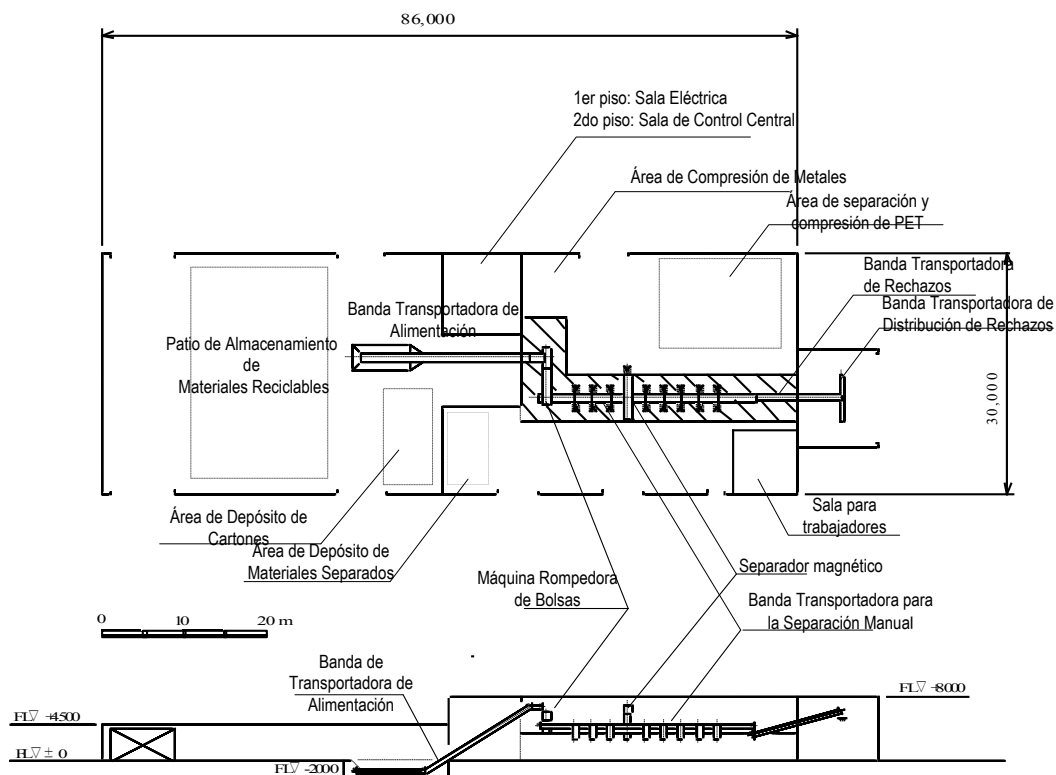 86,000
1er piso: Sala Eléctrica
2do piso: Sala de Control Central
Área de Compresión de Metales
Área de separación y
compresión de PET
Banda Transportadora
de Rechazos
Banda Transportadora de
Distribución de Rechazos
Banda Transportadora de
Alimentación
Patio de Almacenamiento
de
Materiales Reciclables
30,000
Área de Depósito de
Cartones
Área de Depósito de
Materiales Separados
Sala para
trabajadores
Máquina Rompedora
de Bolsas
Separador magnético
Banda Transportadora para
la Separación Manual
0 10 20 m
Banda de
Transportadora de
Alimentación
FL▽ +8000
FL▽ +4500
FL▽ ± 0
FL▽ -2000